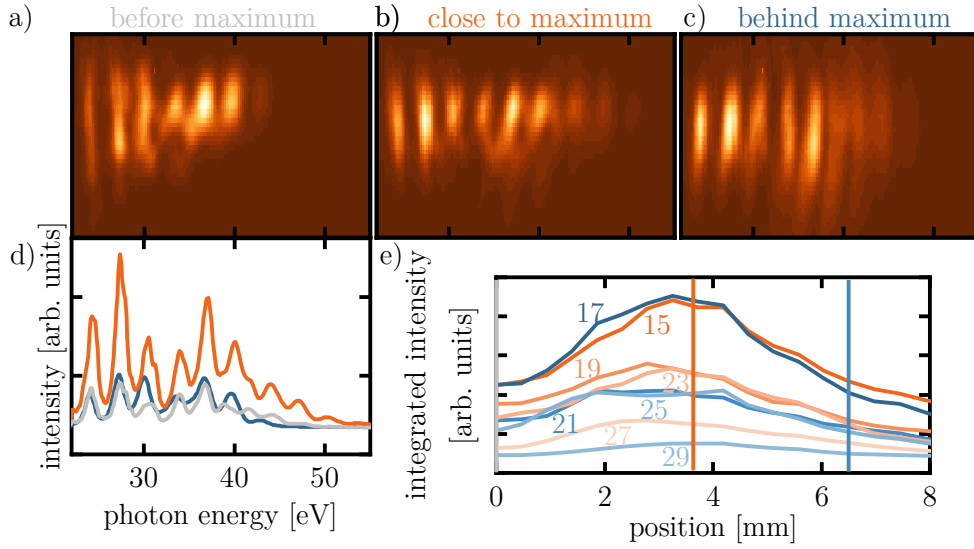 a) before maximum
b) close to maximum
c) behind maximum
d)
intensity [arb. units]
30 40 50
photon energy [eV]
e)
integrated intensity
[arb. units]
17
15
19
23
25
21
27
29
0 2 4 6 8
position [mm]